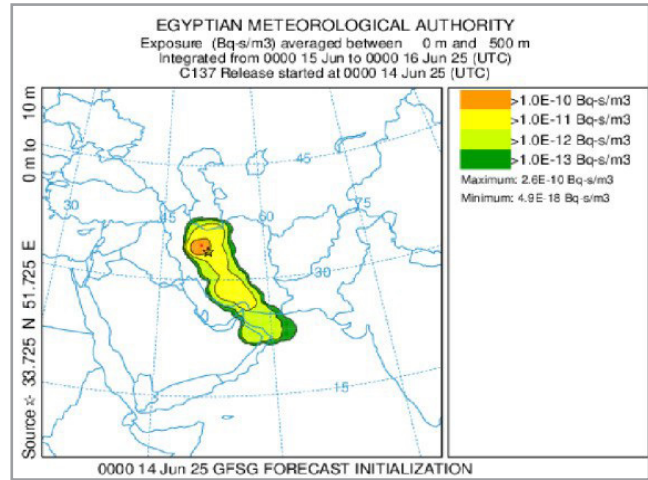 EGYPTIAN METEOROLOGICAL AUTHORITY
Exposure (Bq-s/m3) averaged between 0 m and 500 m
Integrated from 0000 15 Jun to 0000 16 Jun 25 (UTC)
C137 Release started at 0000 14 Jun 25 (UTC)
Source ☆ 33.725 N 51.725 E 0 m to 10 m
30
45
60
75
45
30
15
>1.0E-10 Bq-s/m3
>1.0E-11 Bq-s/m3
>1.0E-12 Bq-s/m3
>1.0E-13 Bq-s/m3
Maximum: 2.6E-10 Bq-s/m3
Minimum: 4.9E-18 Bq-s/m3
0000 14 Jun 25 GFSG FORECAST INITIALIZATION